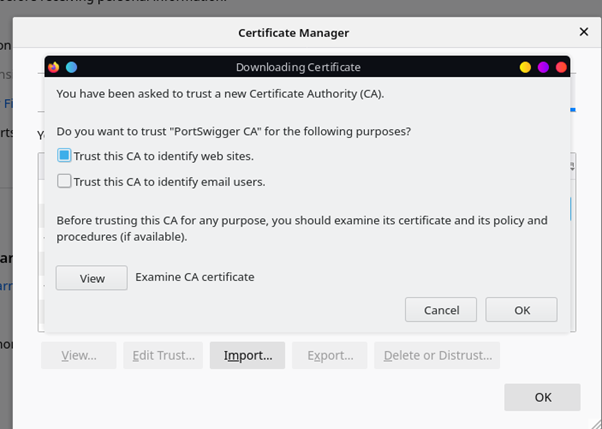 Certificate Manager
Downloading Certificate
You have been asked to trust a new Certificate Authority (CA).
Do you want to trust "PortSwigger CA" for the following purposes?
Trust this CA to identify web sites.
Trust this CA to identify email users.
Before trusting this CA for any purpose, you should examine its certificate and its policy and
procedures (if available).
View
Examine CA certificate
Cancel
OK
View...
Edit Trust...
Import...
Export...
Delete or Distrust...
OK